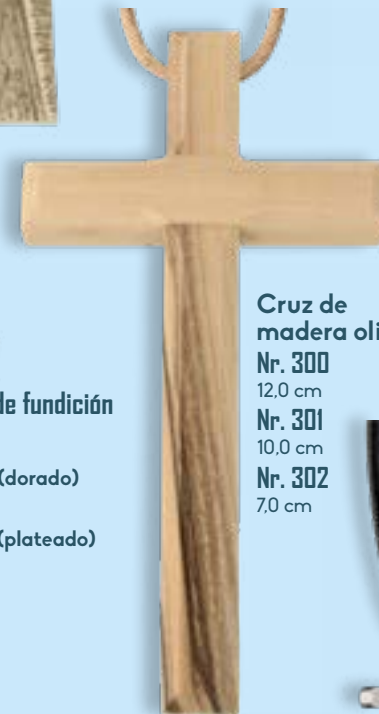 de fundición
(dorado)
(plateado)
Cruz de
madera oli
Nr. 300
12,0 cm
Nr. 301
10,0 cm
Nr. 302
7,0 cm